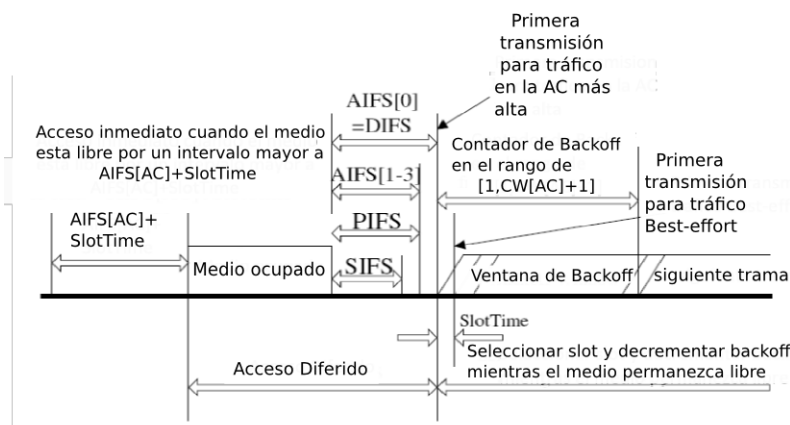 Primera
transmisión
para tráfico
en la AC más
alta
AIFS[0]
=DIFS
Acceso inmediato cuando el medio
esta libre por un intervalo mayor a
AIFS[AC]+SlotTime
Contador de Backoff
en el rango de
[1,CW[AC]+1]
AIFS[1-3]
Primera
transmisión
para tráfico
Best-effort
AIFS[AC]+
SlotTime
PIFS
Medio ocupado
SIFS
Ventana de Backoff
siguiente trama
SlotTime
Seleccionar slot y decrementar backoff
mientras el medio permanezca libre
Acceso Diferido